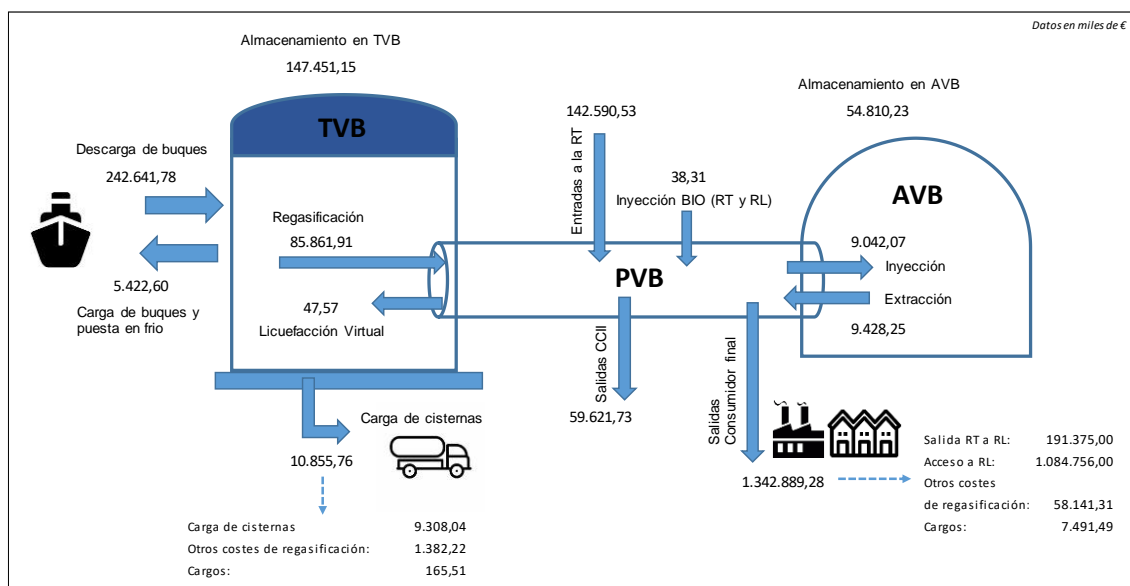 Datos en miles de €
Almacenamiento en TVB
147.451,15
TVB
Descarga de buques
242.641,78
5.422,60
Carga de buques y
puesta en frio
Regasificación
85.861,91
47,57
Licuefacción Virtual
Entradas a la RT
142.590,53
38,31
Inyección BIO (RT y RL)
PVB
Almacenamiento en AVB
54.810,23
AVB
9.042,07
Inyección
Extracción
9.428,25
Salidas CCII
59.621,73
Salidas
Consumidor final
1.342.889,28
Salida RT a RL: 191.375,00
Acceso a RL: 1.084.756,00
Otros costes
de regasificación: 58.141,31
Cargos: 7.491,49
Carga de cisternas
10.855,76
Carga de cisternas 9.308,04
Otros costes de regasificación: 1.382,22
Cargos: 165,51